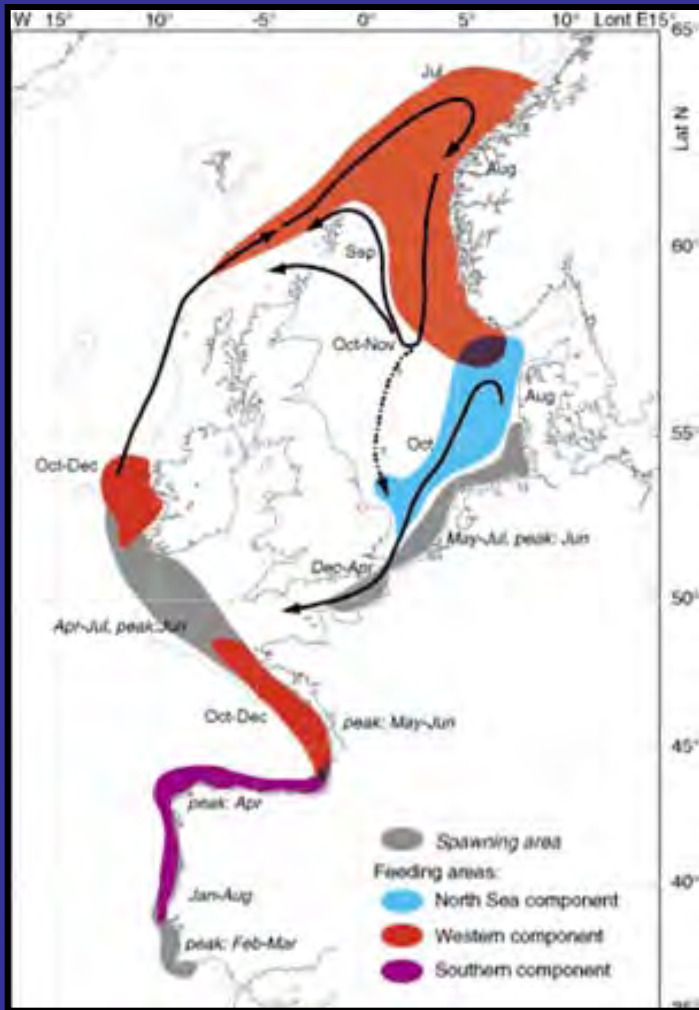 W 15° 10° -5° 0° 5° 10° Lont E15°
65°
Jul
Lat N
Aug
60°
Sep
Oct-Nov
Aug
55°
Oct
Oct-Dec
May-Jul, peak: Jun
Dec-Apr
50°
Apr-Jul, peak:Jun
Oct-Dec
peak: May-Jun
45°
peak: Apr
Spawning area
Feeding areas:
40°
Jan-Aug
North Sea component
peak: Feb-Mar
Western component
Southern component
35°